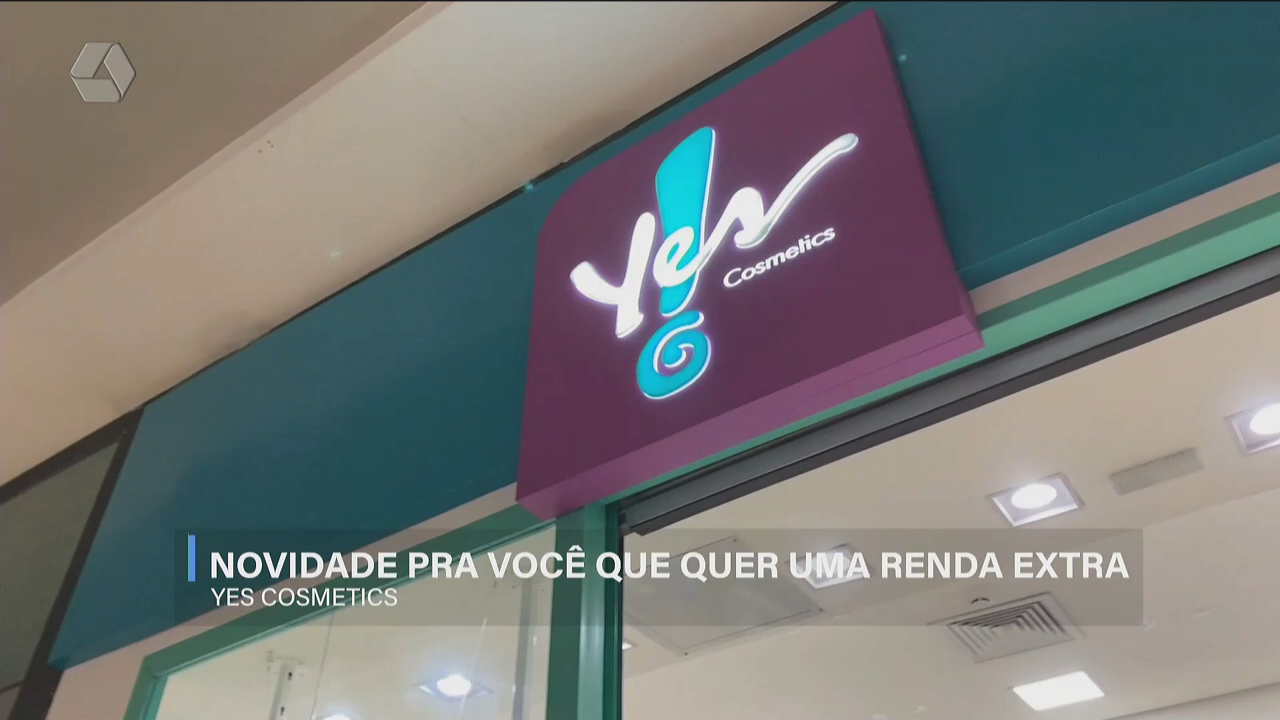 Yes!
Cosmetics
NOVIDADE PRA VOCÊ QUE QUER UMA RENDA EXTRA
YES COSMETICS